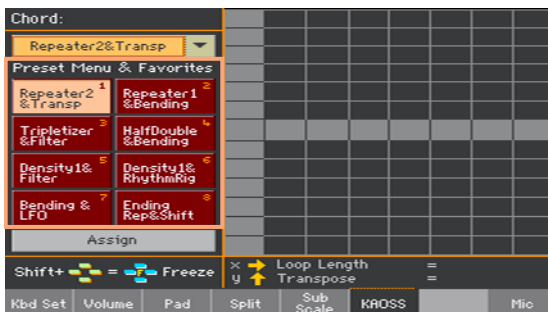 Chord:
Repeater2&Transp
Preset Menu & Favorites
Repeater2 1
&Transp
Repeater1 2
&Bending
Tripletizer 3
&Filter
HalfDouble 4
&Bending
Density1& 5
Filter
Density1& 6
RhythmRig
Bending & 7
LFO
Ending 8
Rep&Shift
Assign
Shift+ = F Freeze
x Loop Length =
y Transpose =
Kbd Set Volume Pad Split Sub Scale KAOSS Mic